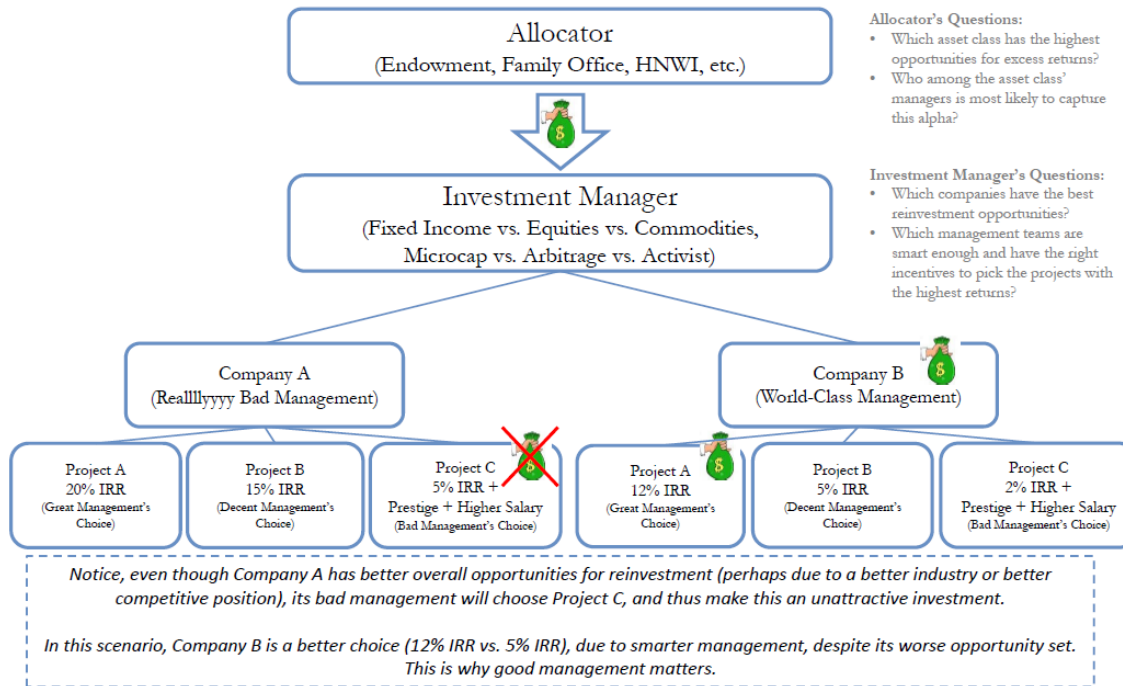 Allocator
(Endowment, Family Office, HNWI, etc.)
Allocator's Questions:
• Which asset class has the highest
opportunities for excess returns?
• Who among the asset class'
managers is most likely to capture
this alpha?
$
Investment Manager
(Fixed Income vs. Equities vs. Commodities,
Microcap vs. Arbitrage vs. Activist)
Investment Manager's Questions:
• Which companies have the best
reinvestment opportunities?
• Which management teams are
smart enough and have the right
incentives to pick the projects with
the highest returns?
Company A
(Reallllyyyy Bad Management)
Company B
(World-Class Management)
$
Project A
20% IRR
(Great Management's
Choice)
Project B
15% IRR
(Decent Management's
Choice)
Project C
5% IRR +
Prestige + Higher Salary
(Bad Management's Choice)
$
Project A
12% IRR
(Great Management's
Choice)
$
Project B
5% IRR
(Decent Management's
Choice)
Project C
2% IRR +
Prestige + Higher Salary
(Bad Management's Choice)
Notice, even though Company A has better overall opportunities for reinvestment (perhaps due to a better industry or better
competitive position), its bad management will choose Project C, and thus make this an unattractive investment.
In this scenario, Company B is a better choice (12% IRR vs. 5% IRR), due to smarter management, despite its worse opportunity set.
This is why good management matters.